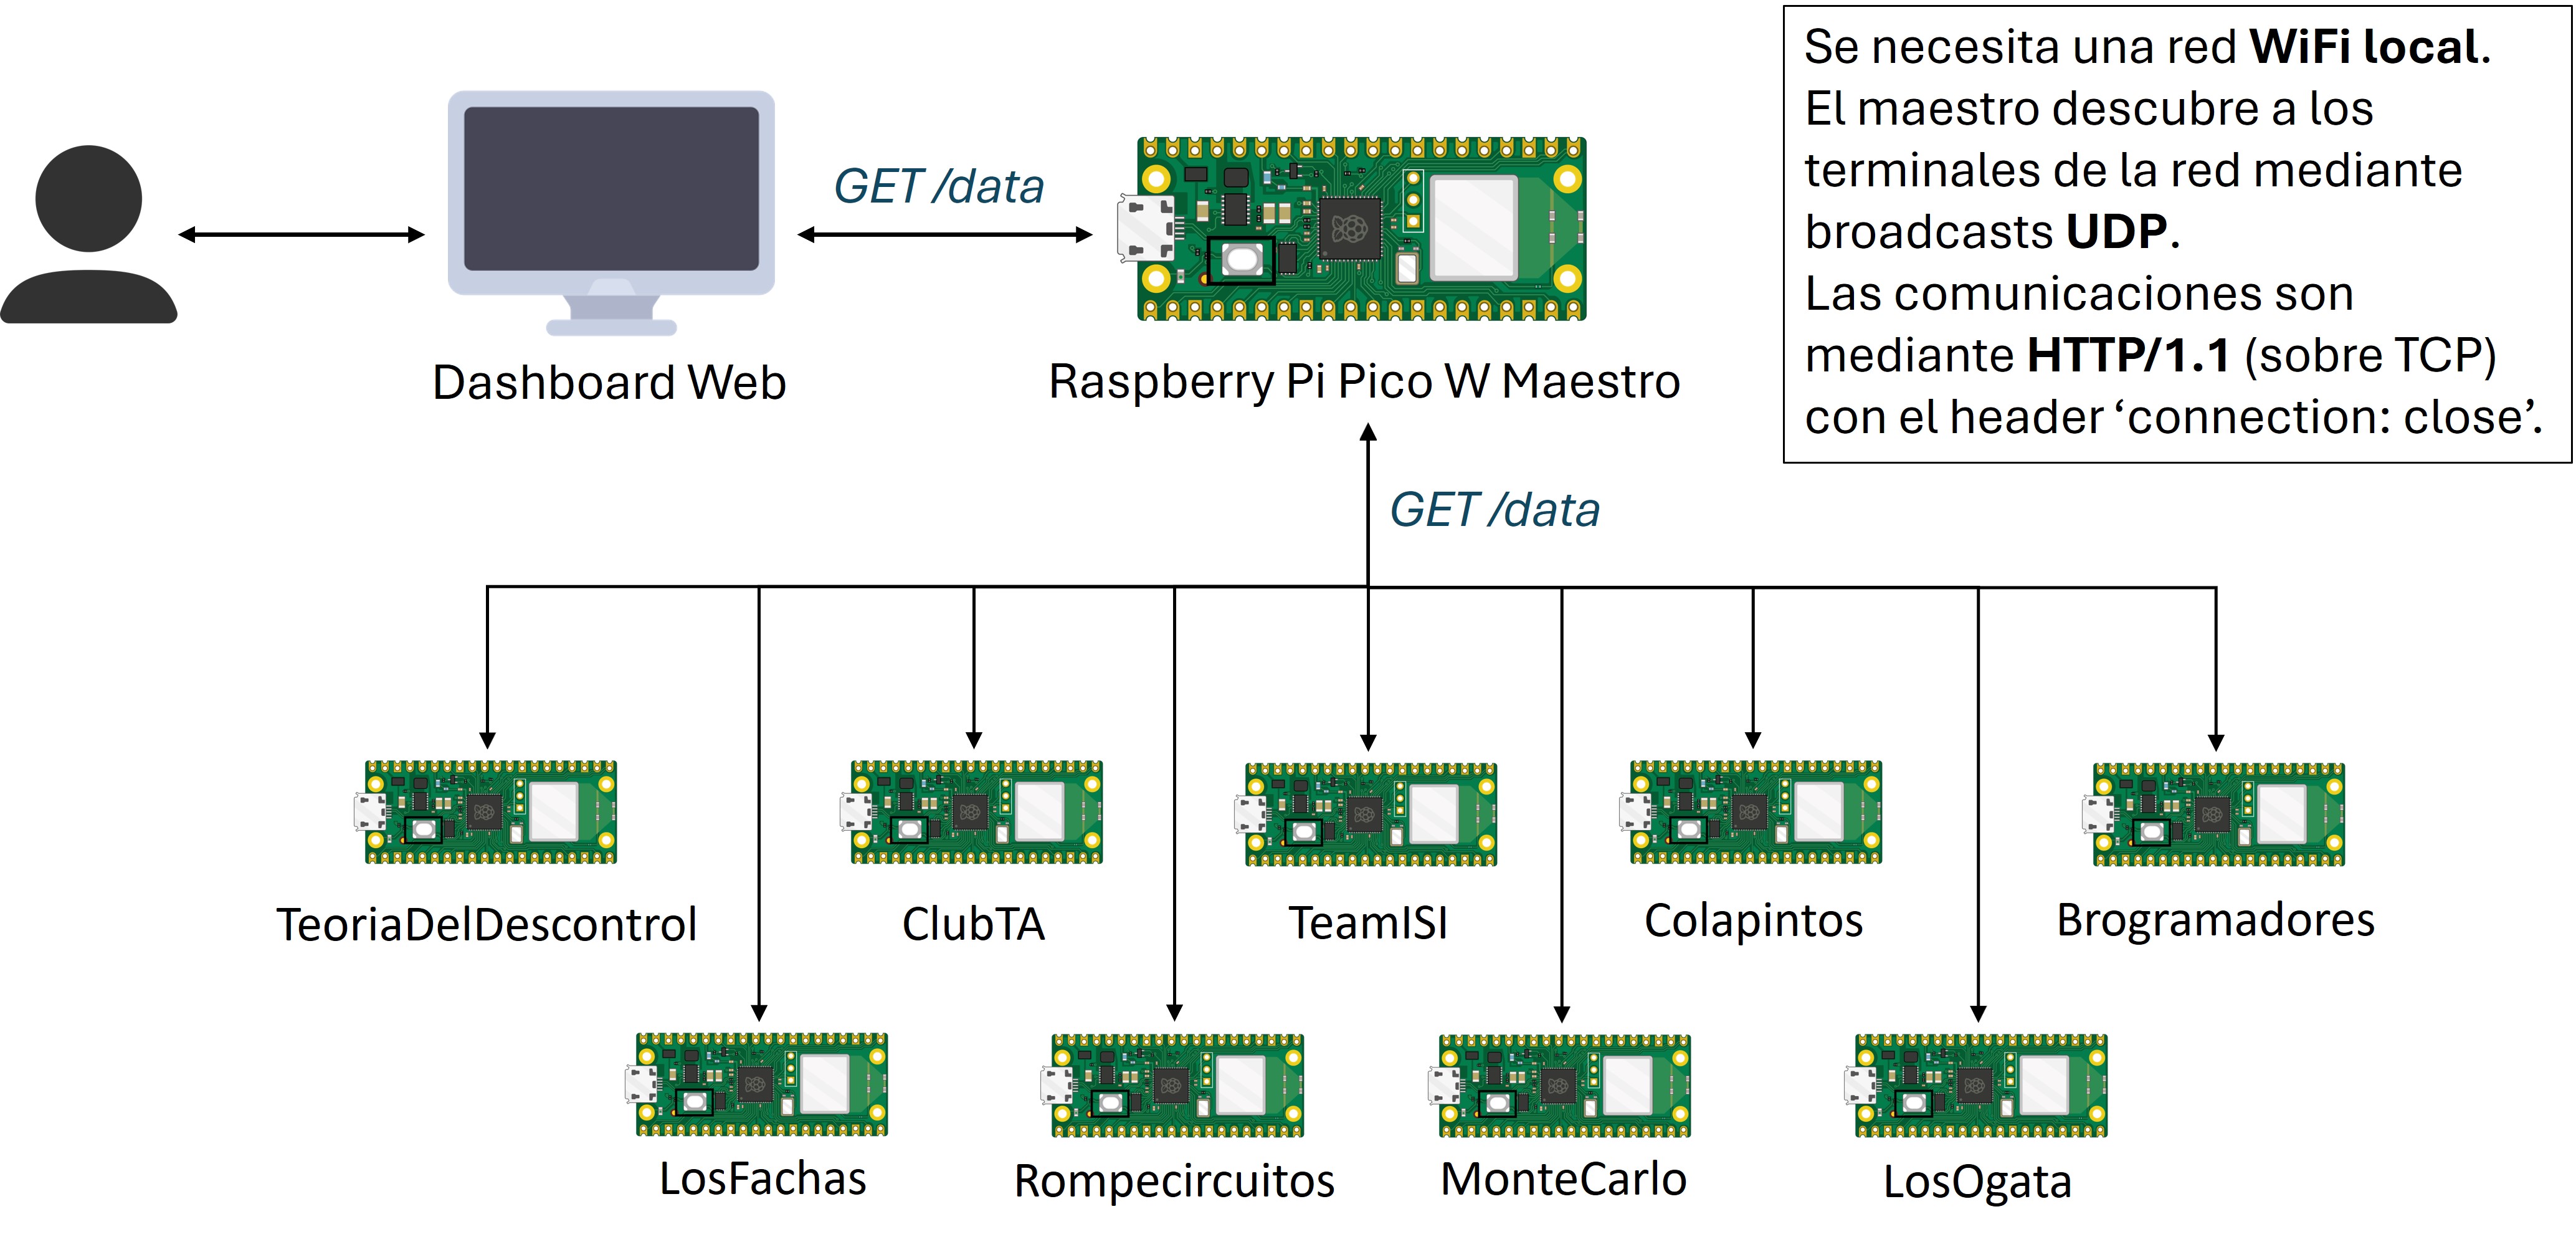 Se necesita una red WiFi local.
El maestro descubre a los
terminales de la red mediante
broadcasts UDP.
Las comunicaciones son
mediante HTTP/1.1 (sobre TCP)
con el header ‘connection: close’.
GET /data
Dashboard Web
Raspberry Pi Pico W Maestro
GET /data
TeoriaDelDescontrol
ClubTA
TeamISI
Colapintos
Brogramadores
LosFachas
Rompecircuitos
MonteCarlo
LosOgata